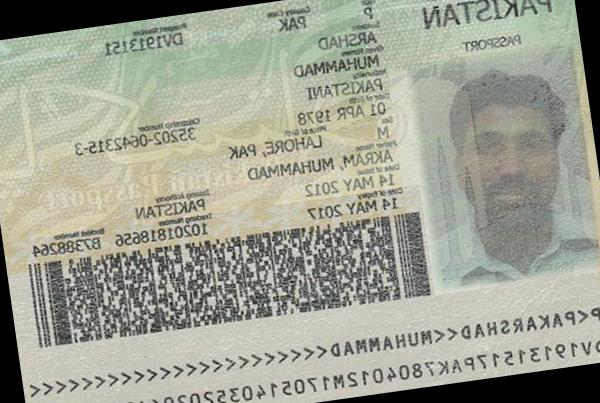 PAKISTAN
PASSPORT
Type Country Code Passport Number
P PAK DV1913151
Surname
ARSHAD
Given Names
MUHAMMAD
Nationality
PAKISTANI
Date of Birth Citizenship Number
01 APR 1978 35202-0642315-3
Sex Place of Birth
M LAHORE, PAK
Father Name
AKRAM, MUHAMMAD
Date of Issue Issuing Authority
14 MAY 2012 PAKISTAN
Date of Expiry Tracking Number Booklet Number
14 MAY 2017 10201818656 B7388264
P<PAKARSHAD<<MUHAMMAD<<<<<<<<<<<<<<<<<<
DV19131517PAK7804012M1705140352020